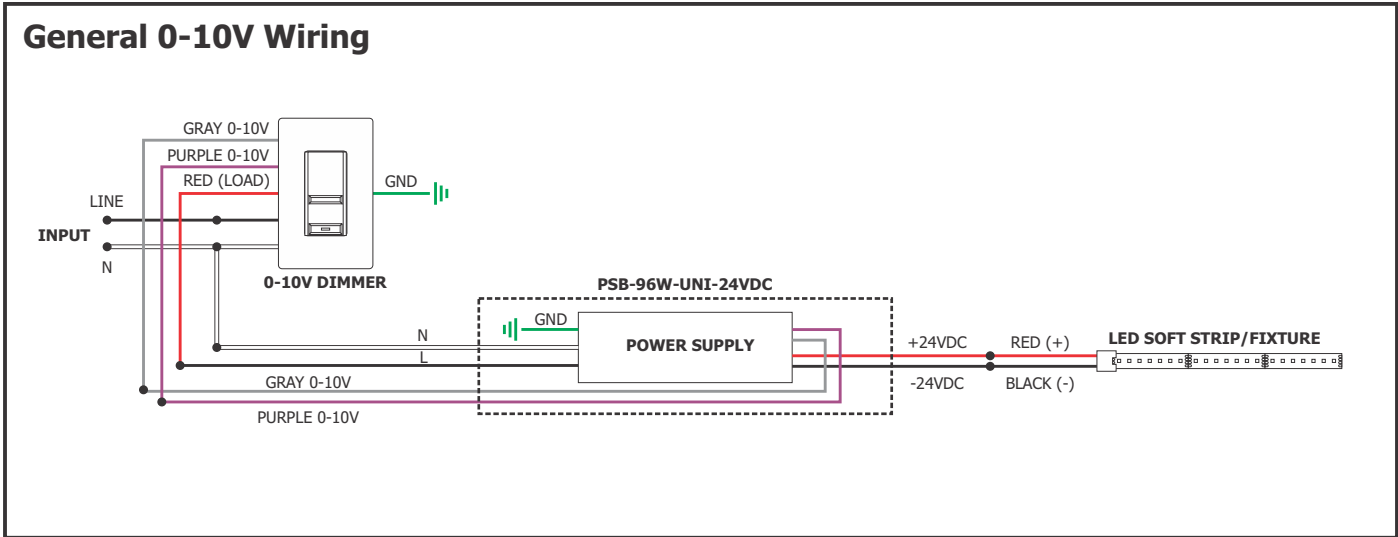 General 0-10V Wiring
GRAY 0-10V
PURPLE 0-10V
RED (LOAD)
GND
LINE
INPUT
N
0-10V DIMMER
PSB-96W-UNI-24VDC
GND
N
POWER SUPPLY
L
+24VDC
RED (+)
LED SOFT STRIP/FIXTURE
GRAY 0-10V
-24VDC
BLACK (-)
PURPLE 0-10V